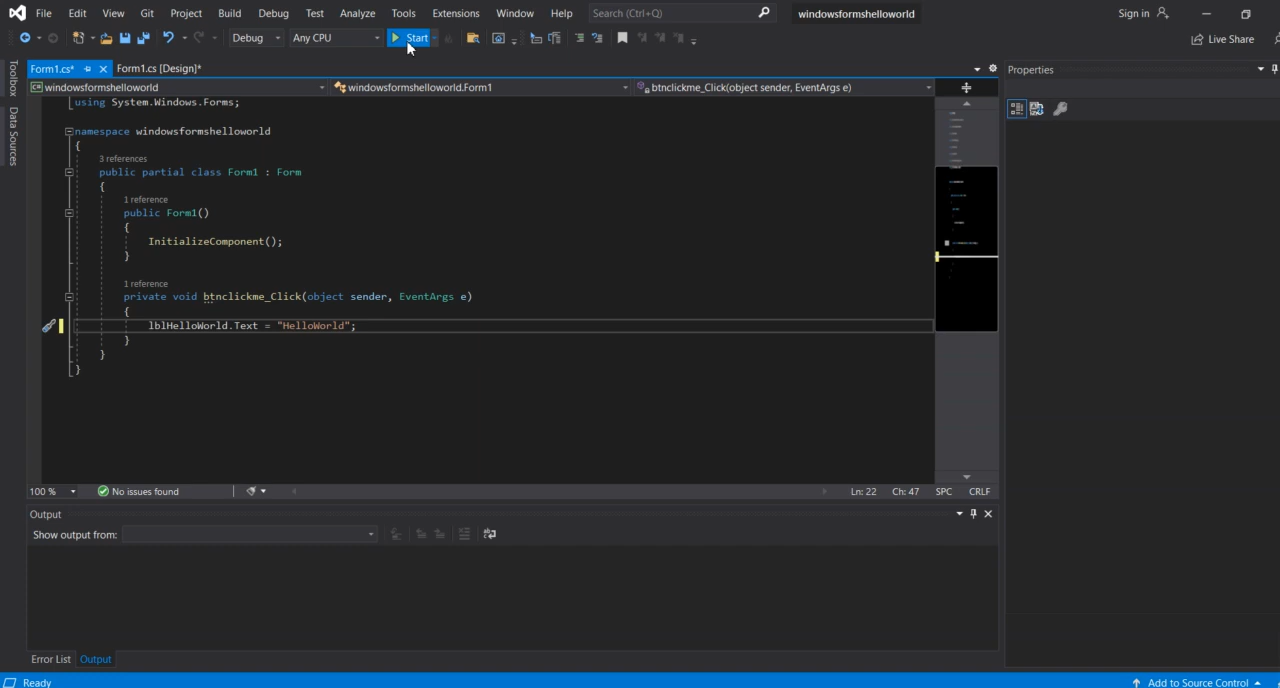 File Edit View Git Project Build Debug Test Analyze Tools Extensions Window Help Search (Ctrl+Q) windowsformshelloworld Sign in
Debug Any CPU Start Live Share
Form1.cs* Form1.cs [Design]* Properties
windowsformshelloworld windowsformshelloworld.Form1 btnclickme_Click(object sender, EventArgs e)
Toolbox
Data Sources
using System.Windows.Forms;
namespace windowsformshelloworld
{
3 references
public partial class Form1 : Form
{
1 reference
public Form1()
{
InitializeComponent();
}
1 reference
private void btnclickme_Click(object sender, EventArgs e)
{
lblHelloWorld.Text = "HelloWorld";
}
}
}
100 % No issues found Ln: 22 Ch: 47 SPC CRLF
Output
Show output from:
Error List Output
Ready Add to Source Control